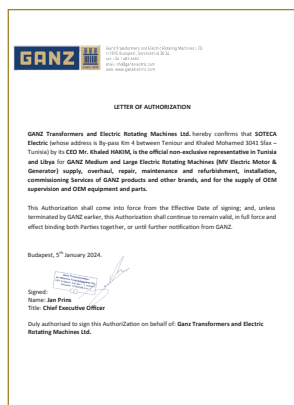 GANZ
Ganz Transformers and Electric Rotating Machines Ltd.
LETTER OF AUTHORIZATION
GANZ Transformers and Electric Rotating Machines Ltd. hereby confirms that SOTECA
Electric (whose address is By-pass Km 4 between Teniour and Khaled Mohamed 3041 Sfax –
Tunisia) by its CEO Mr. Khaled HAKIM, is the official non-exclusive representative in Tunisia
and Libya for GANZ Medium and Large Electric Rotating Machines (MV Electric Motor &
Generator) supply, overhaul, repair, maintenance and refurbishment, installation,
commissioning Services of GANZ products and other brands, and for the supply of OEM
supervision and OEM equipment and parts.
This Authorization shall come into force from the Effective Date of signing; and, unless
terminated by GANZ earlier, this Authorization shall continue to remain valid, in full force and
effect binding both Parties together, or until further notification from GANZ.
Budapest, 5th January 2024.
Signed:
Name: Jan Prins
Title: Chief Executive Officer
Duly authorised to sign this AuthoriZation on behalf of: Ganz Transformers and Electric
Rotating Machines Ltd.